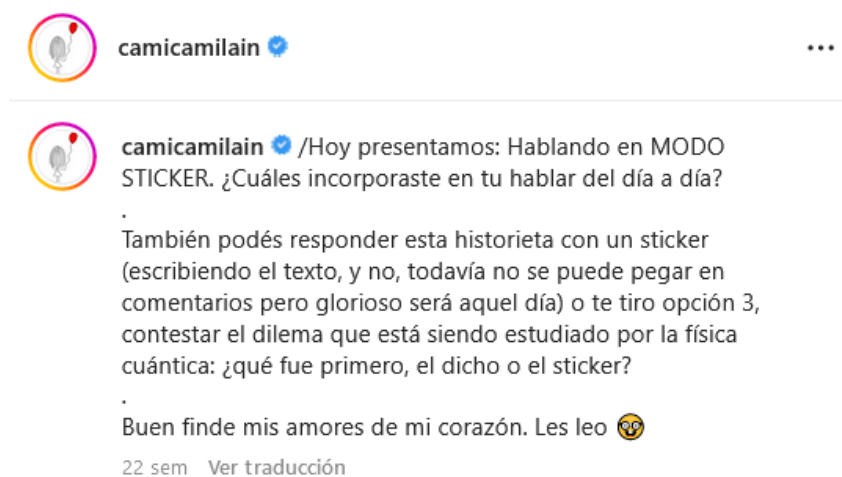 camicamilain
camicamilain /Hoy presentamos: Hablando en MODO
STICKER. ¿Cuáles incorporaste en tu hablar del día a día?
.
También podés responder esta historieta con un sticker
(escribiendo el texto, y no, todavía no se puede pegar en
comentarios pero glorioso será aquel día) o te tiro opción 3,
contestar el dilema que está siendo estudiado por la física
cuántica: ¿qué fue primero, el dicho o el sticker?
.
Buen finde mis amores de mi corazón. Les leo 🤓
22 sem Ver traducción